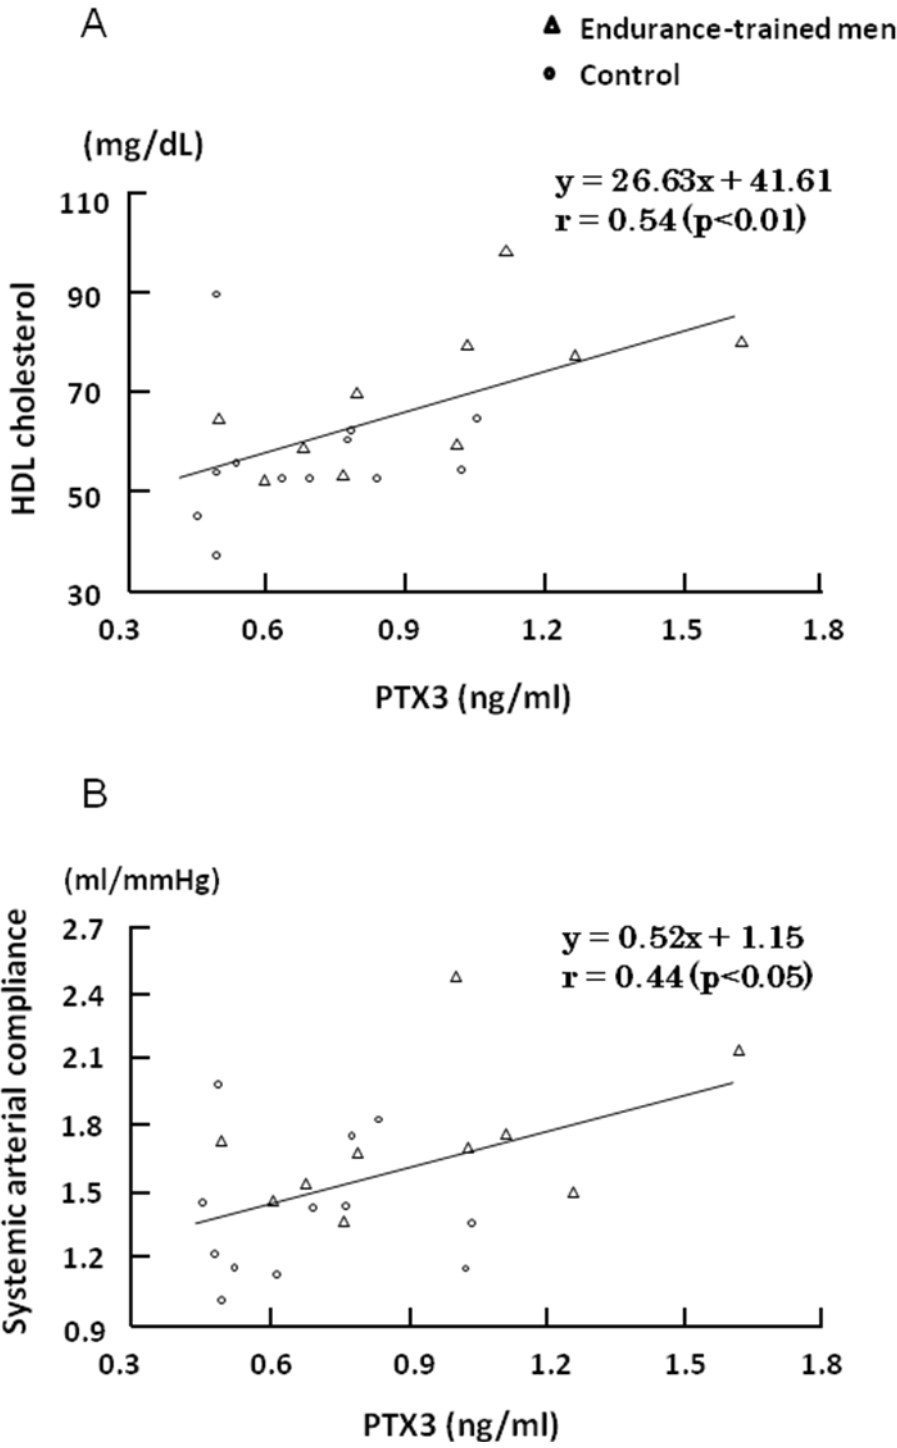 A
Endurance-trained men
Control
(mg/dL)
y = 26.63x + 41.61
r = 0.54 (p<0.01)
110
90
70
50
30
HDL cholesterol
0.3 0.6 0.9 1.2 1.5 1.8
PTX3 (ng/ml)
B
(ml/mmHg)
y = 0.52x + 1.15
r = 0.44 (p<0.05)
2.7
2.4
2.1
1.8
1.5
1.2
0.9
Systemic arterial compliance
0.3 0.6 0.9 1.2 1.5 1.8
PTX3 (ng/ml)